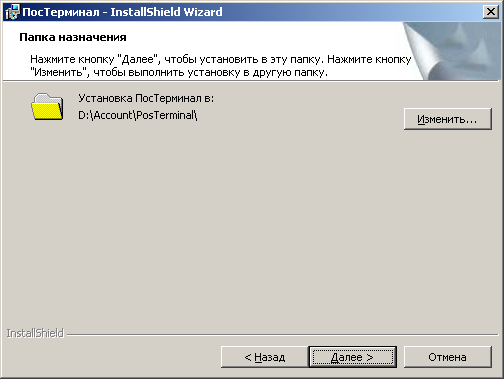 ПосТерминал - InstallShield Wizard
Папка назначения
Нажмите кнопку "Далее", чтобы установить в эту папку. Нажмите кнопку
"Изменить", чтобы выполнить установку в другую папку.
Установка ПосТерминал в:
D:\Account\PosTerminal\
Изменить...
InstallShield
< Назад
Далее >
Отмена